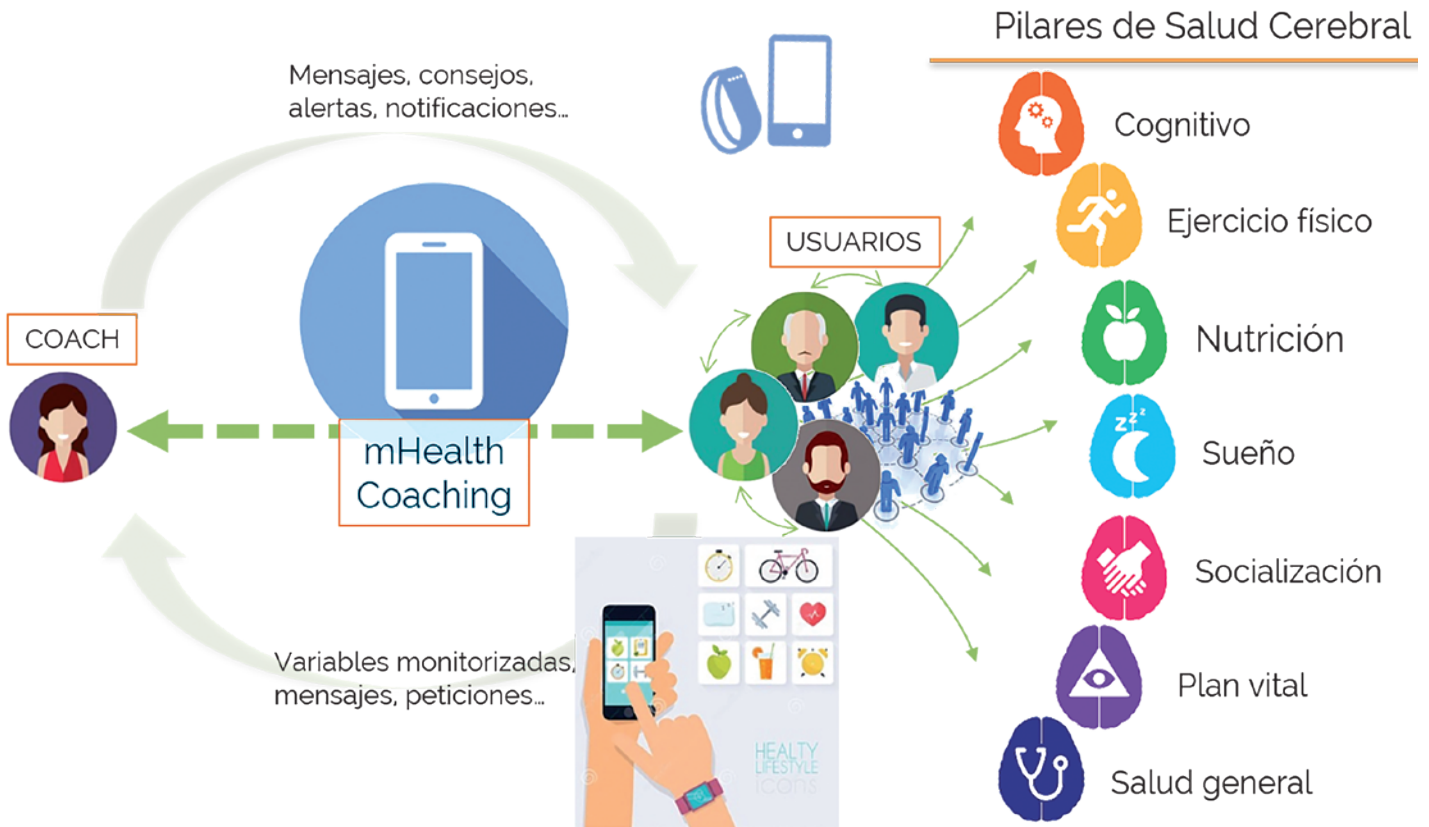 Pilares de Salud Cerebral
Mensajes, consejos,
alertas, notificaciones...
Cognitivo
Ejercicio físico
USUARIOS
COACH
Nutrición
mHealth
Coaching
zzz
Sueño
Socialización
Variables monitorizadas,
mensajes, peticiones...
Plan vital
HEALTY
LIFESTYLE
icons
Salud general